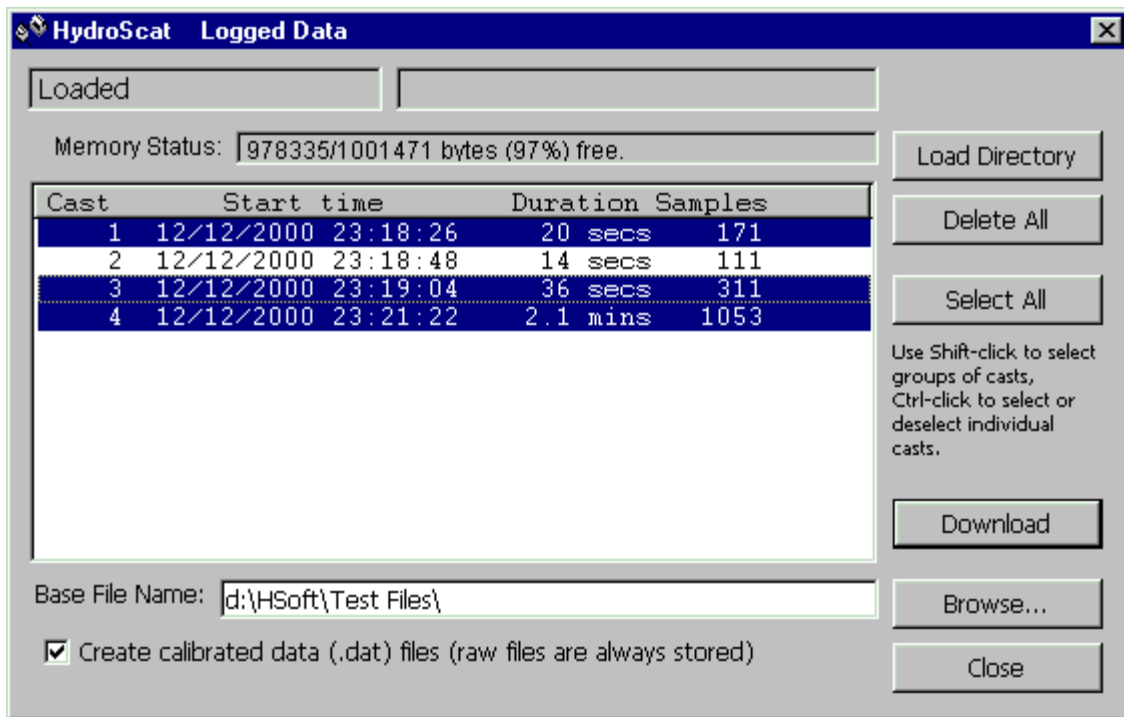 HydroScat Logged Data
Loaded
Memory Status: 978335/1001471 bytes (97%) free.
Load Directory
Cast Start time Duration Samples
1 12/12/2000 23:18:26 20 secs 171
2 12/12/2000 23:18:48 14 secs 111
3 12/12/2000 23:19:04 36 secs 311
4 12/12/2000 23:21:22 2.1 mins 1053
Delete All
Select All
Use Shift-click to select
groups of casts,
Ctrl-click to select or
deselect individual
casts.
Download
Base File Name: d:\HSoft\Test Files\
Browse...
Create calibrated data (.dat) files (raw files are always stored)
Close